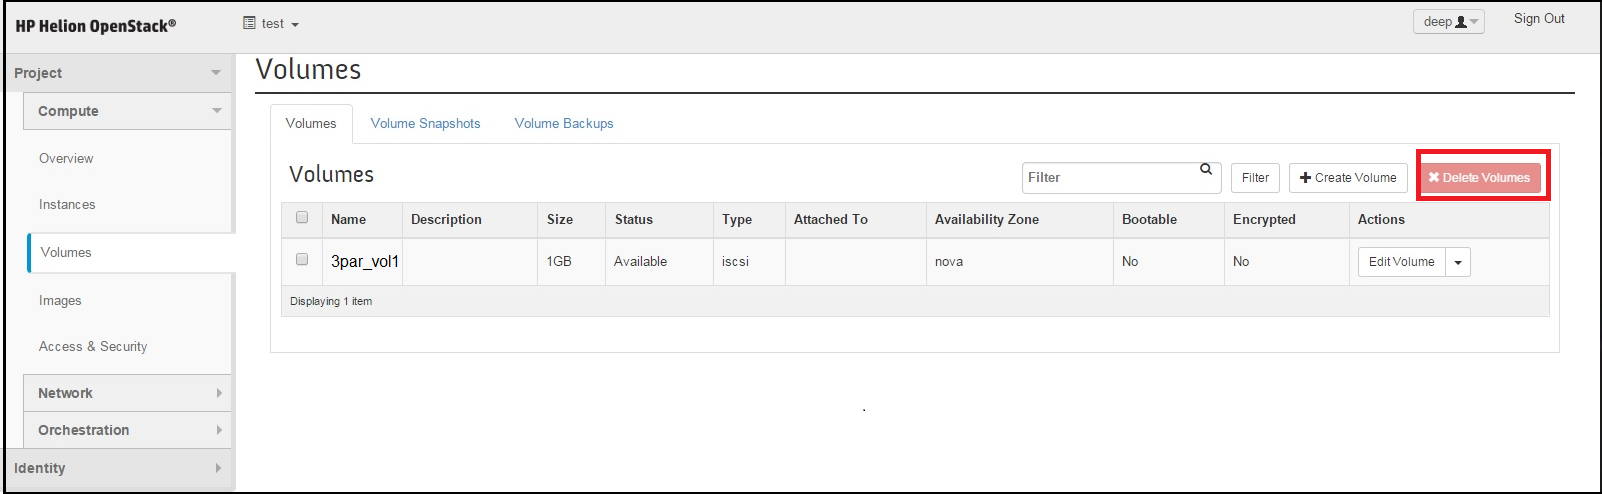 HP Helion OpenStack®
test
deep
Sign Out
Project
Compute
Overview
Instances
Volumes
Images
Access & Security
Network
Orchestration
Identity
Volumes
Volumes Volume Snapshots Volume Backups
Volumes
Filter
Filter
Create Volume
Delete Volumes
Name Description Size Status Type Attached To Availability Zone Bootable Encrypted Actions
3par_vol1 1GB Available iscsi nova No No Edit Volume
Displaying 1 item